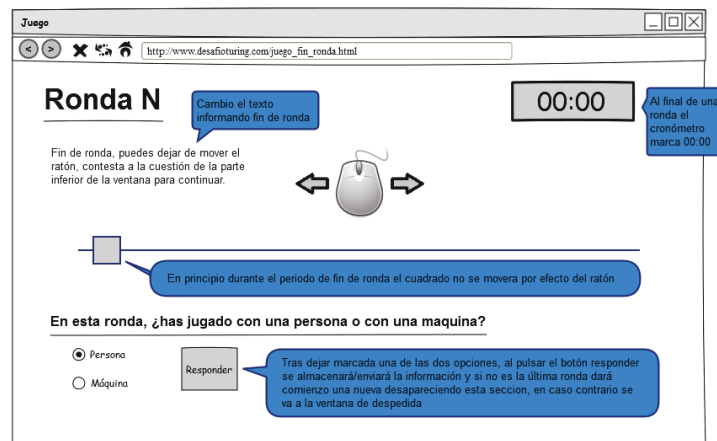 Juego
http://www.desafioturing.com/juego_fin_ronda.html
Ronda N
Cambio el texto
informando fin de ronda
00:00
Al final de una
ronda el
cronómetro
marca 00:00
Fin de ronda, puedes dejar de mover el
ratón, contesta a la cuestión de la parte
inferior de la ventana para continuar.
En principio durante el periodo de fin de ronda el cuadrado no se movera por efecto del ratón
En esta ronda, ¿has jugado con una persona o con una maquina?
Persona
Máquina
Responder
Tras dejar marcada una de las dos opciones, al pulsar el botón responder
se almacenará/enviará la información y si no es la última ronda dará
comienzo una nueva desapareciendo esta seccion, en caso contrario se
va a la ventana de despedida